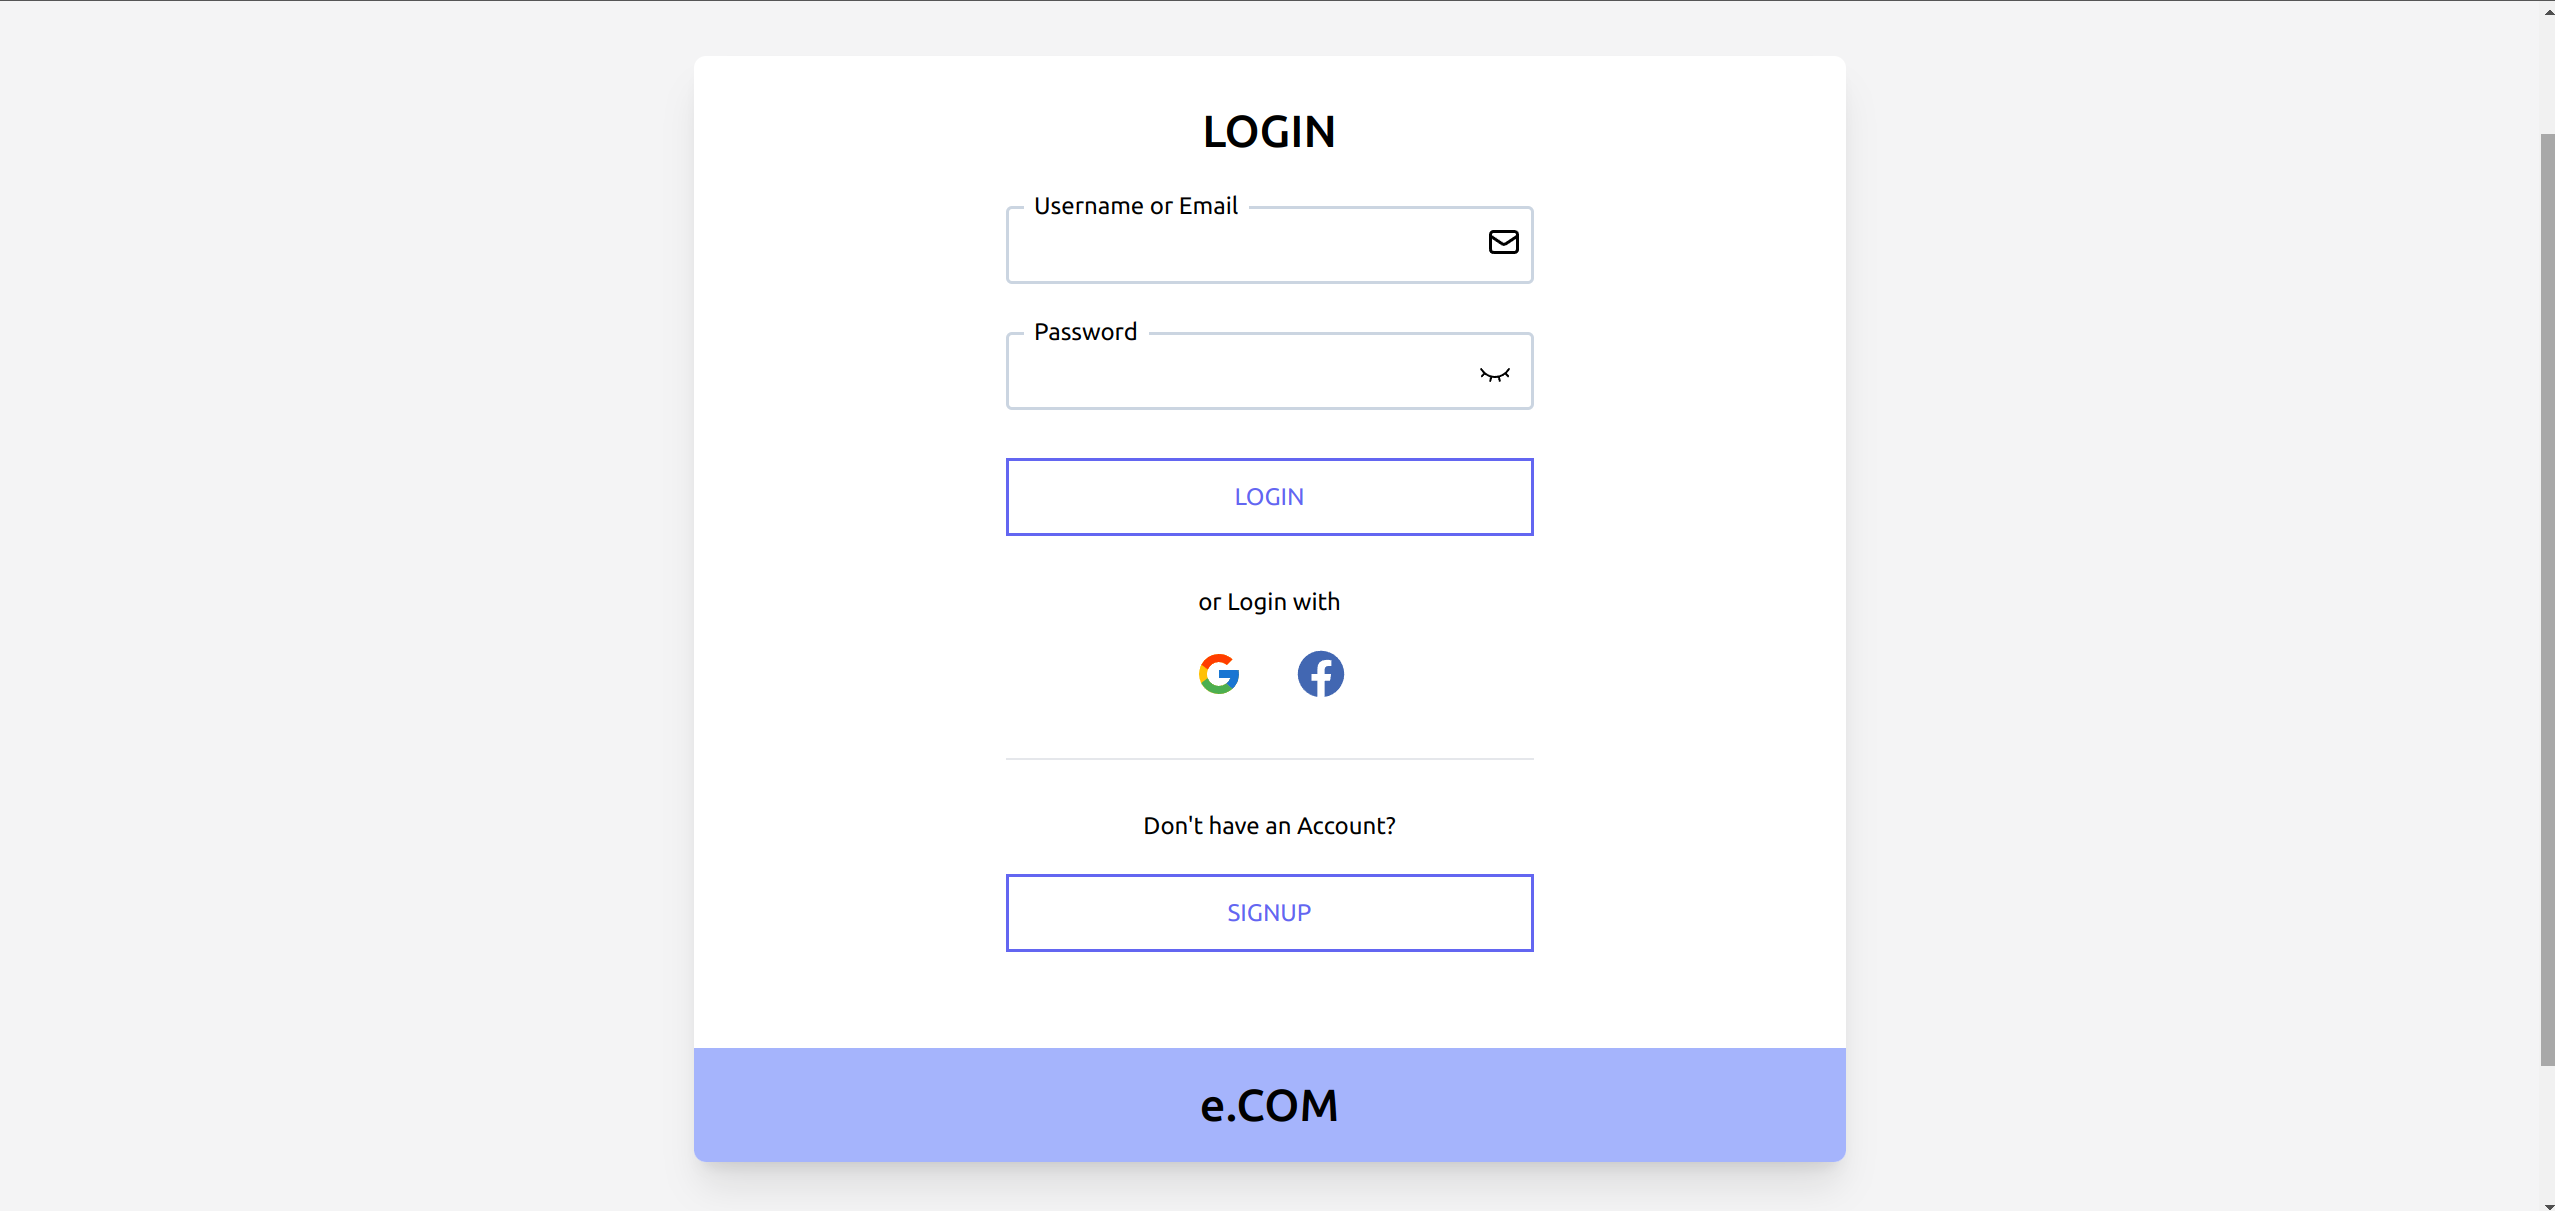 LOGIN
Username or Email
Password
LOGIN
or Login with
Don't have an Account?
SIGNUP
e.COM